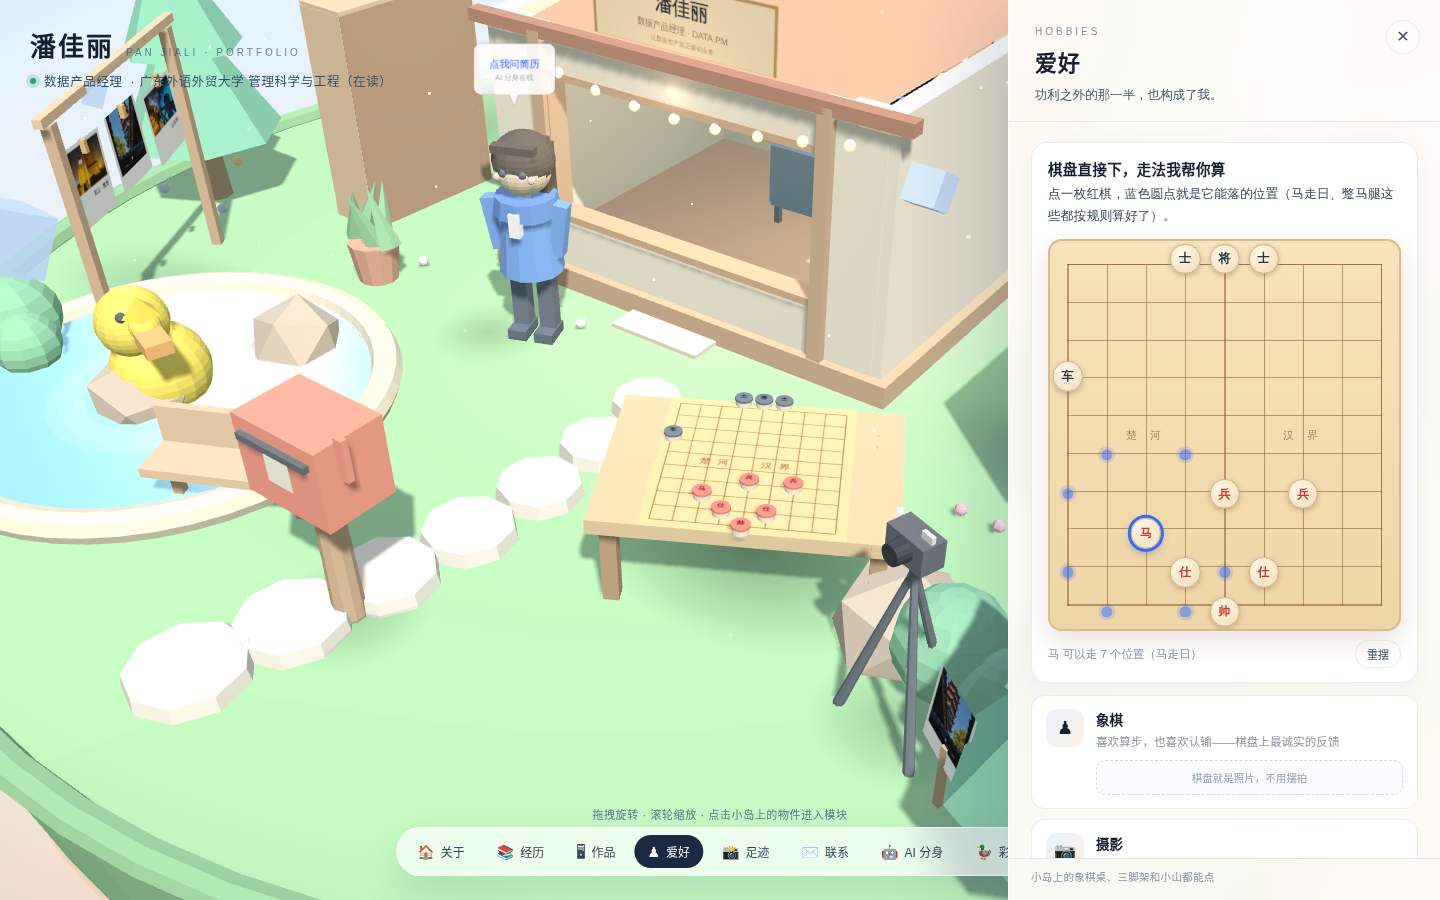 潘佳丽 PAN JIALI · PORTFOLIO
数据产品经理 · 广东外语外贸大学 管理科学与工程（在读）
潘佳丽
数据产品经理 · DATA PM
点我问简历
AI 分身在线
楚 河 汉 界
马
兵
兵
仕
仕
帅
拖拽旋转 · 滚轮缩放 · 点击小岛上的物件进入模块
关于
经历
作品
爱好
足迹
联系
AI 分身
彩
HOBBIES
爱好
功利之外的那一半，也构成了我。
棋盘直接下，走法我帮你算
点一枚红棋，蓝色圆点就是它能落的位置（马走日、蹩马腿这
些都按规则算好了）。
士 将 士
车
楚 河 汉 界
兵 兵
马
仕 仕
帅
马 可以走 7 个位置（马走日）
重摆
象棋
喜欢算步，也喜欢认输——棋盘上最诚实的反馈
棋盘就是照片，不用摆拍
摄影
小岛上的象棋桌、三脚架和小山都能点